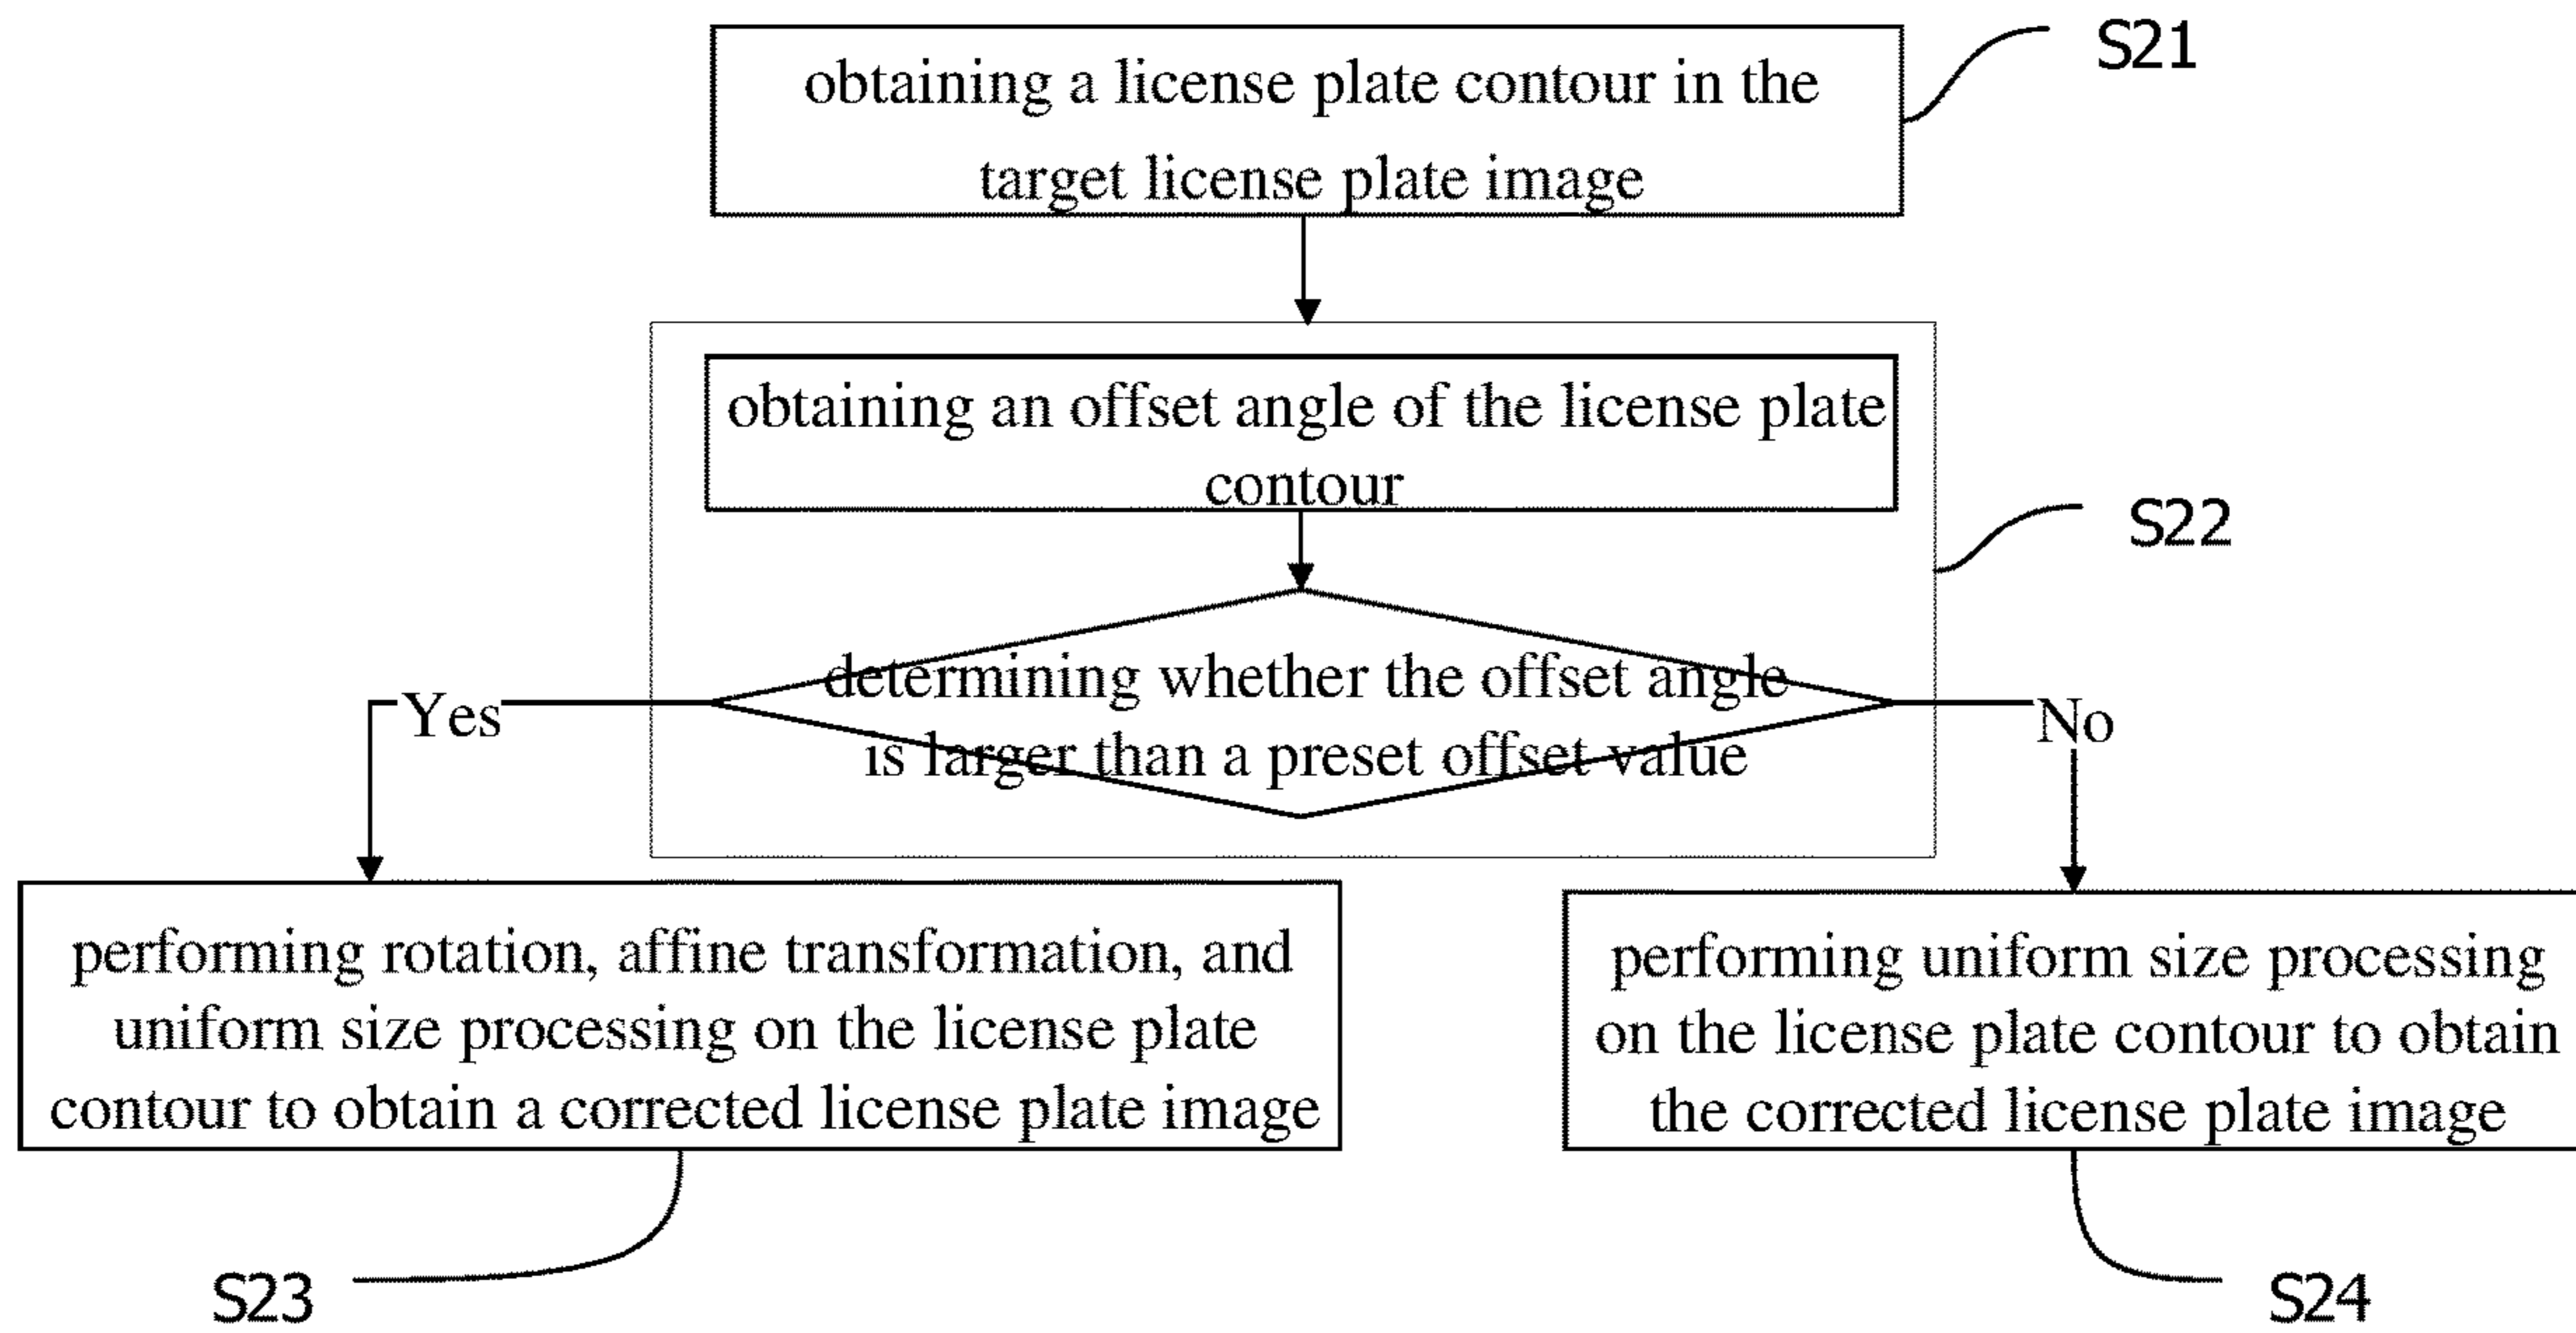 obtaining a license plate contour in the
target license plate image
S21
obtaining an offset angle of the license plate
contour
S22
determining whether the offset angle
is larger than a preset offset value
Yes
No
performing rotation, affine transformation, and
uniform size processing on the license plate
contour to obtain a corrected license plate image
performing uniform size processing
on the license plate contour to obtain
the corrected license plate image
S23
S24